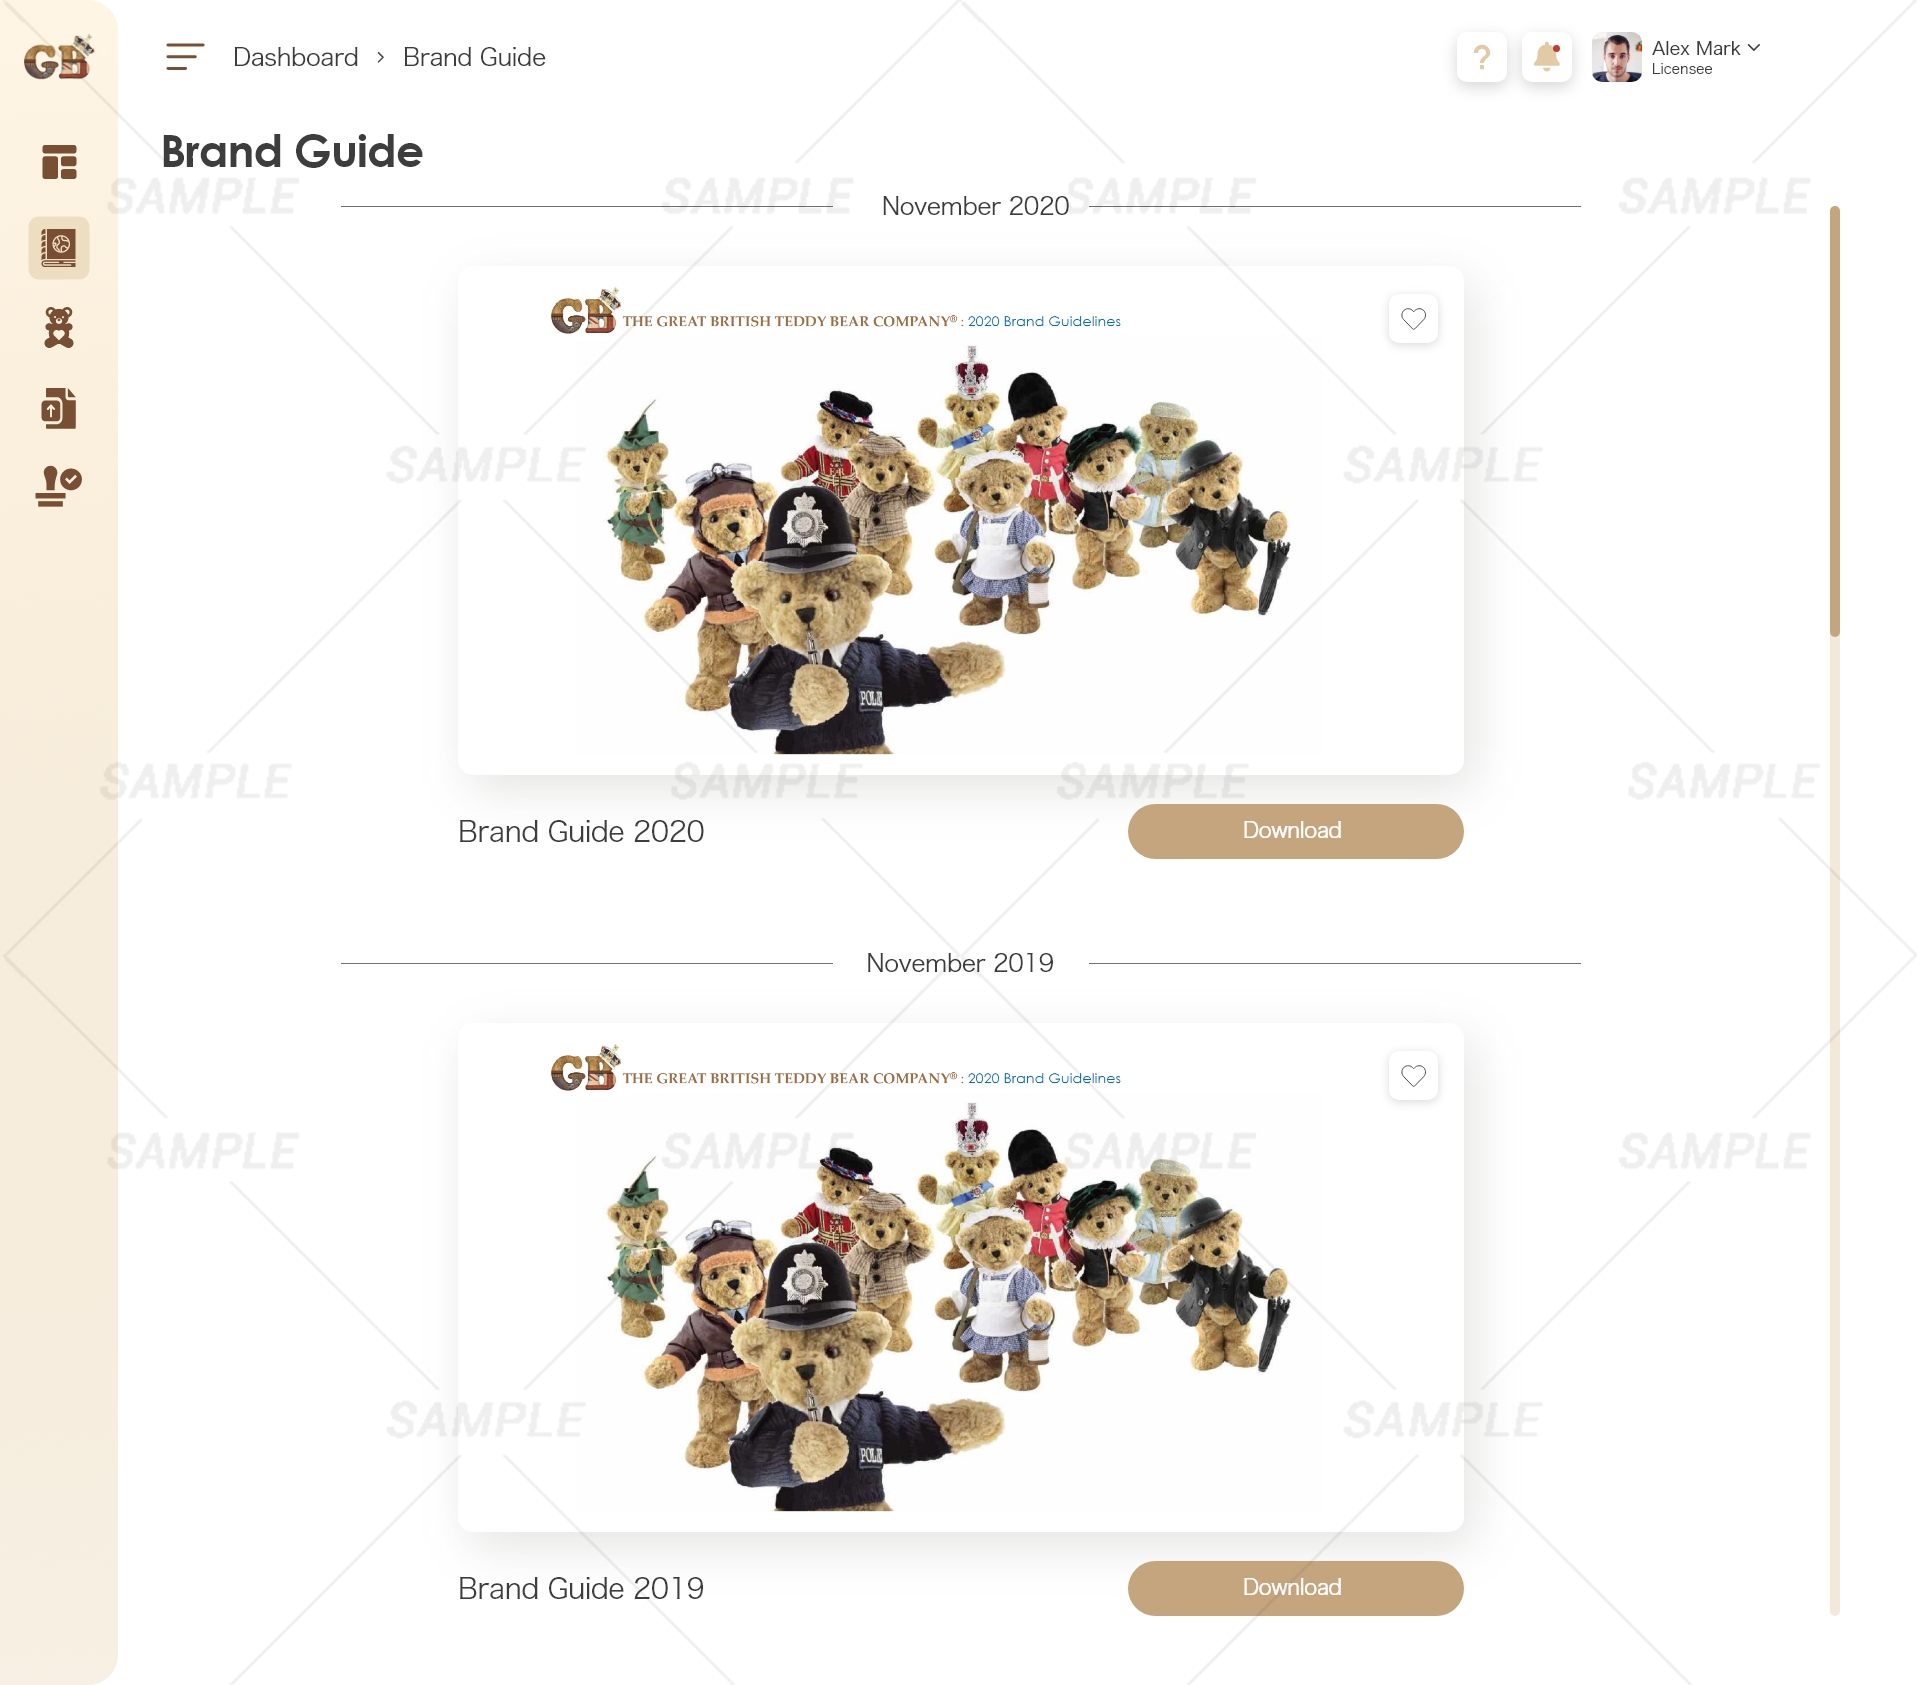 GB
Dashboard › Brand Guide
?
Alex Mark
Licensee
Brand Guide
SAMPLE SAMPLE SAMPLE SAMPLE
November 2020
GB THE GREAT BRITISH TEDDY BEAR COMPANY® : 2020 Brand Guidelines
SAMPLE SAMPLE
E R
POLICE
SAMPLE SAMPLE SAMPLE SAMPLE
Brand Guide 2020
Download
November 2019
GB THE GREAT BRITISH TEDDY BEAR COMPANY® : 2020 Brand Guidelines
SAMPLE SAMPLE SAMPLE SAMPLE
E R
SAMPLE SAMPLE
POLICE
Brand Guide 2019
Download